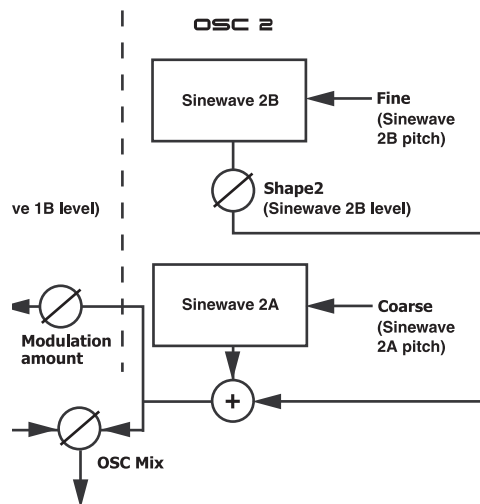 OSC 2
Sinewave 2B
Fine
(Sinewave
2B pitch)
Shape2
(Sinewave 2B level)
ve 1B level)
Sinewave 2A
Coarse
(Sinewave
2A pitch)
Modulation
amount
+
OSC Mix